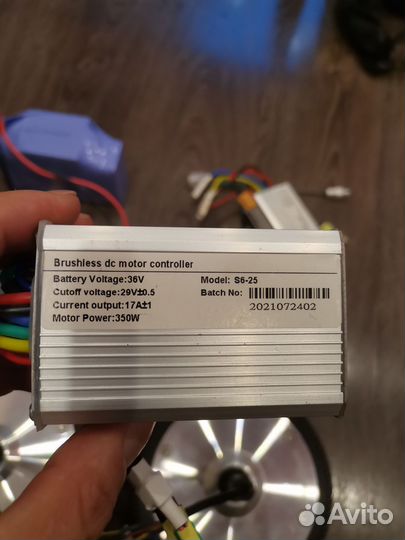 Brushless dc motor controller
Battery Voltage:36V
Model: S6-25
Cutoff voltage:29V±0.5
Batch No:
Current output:17A±1
2021072402
Motor Power:350W
Avito